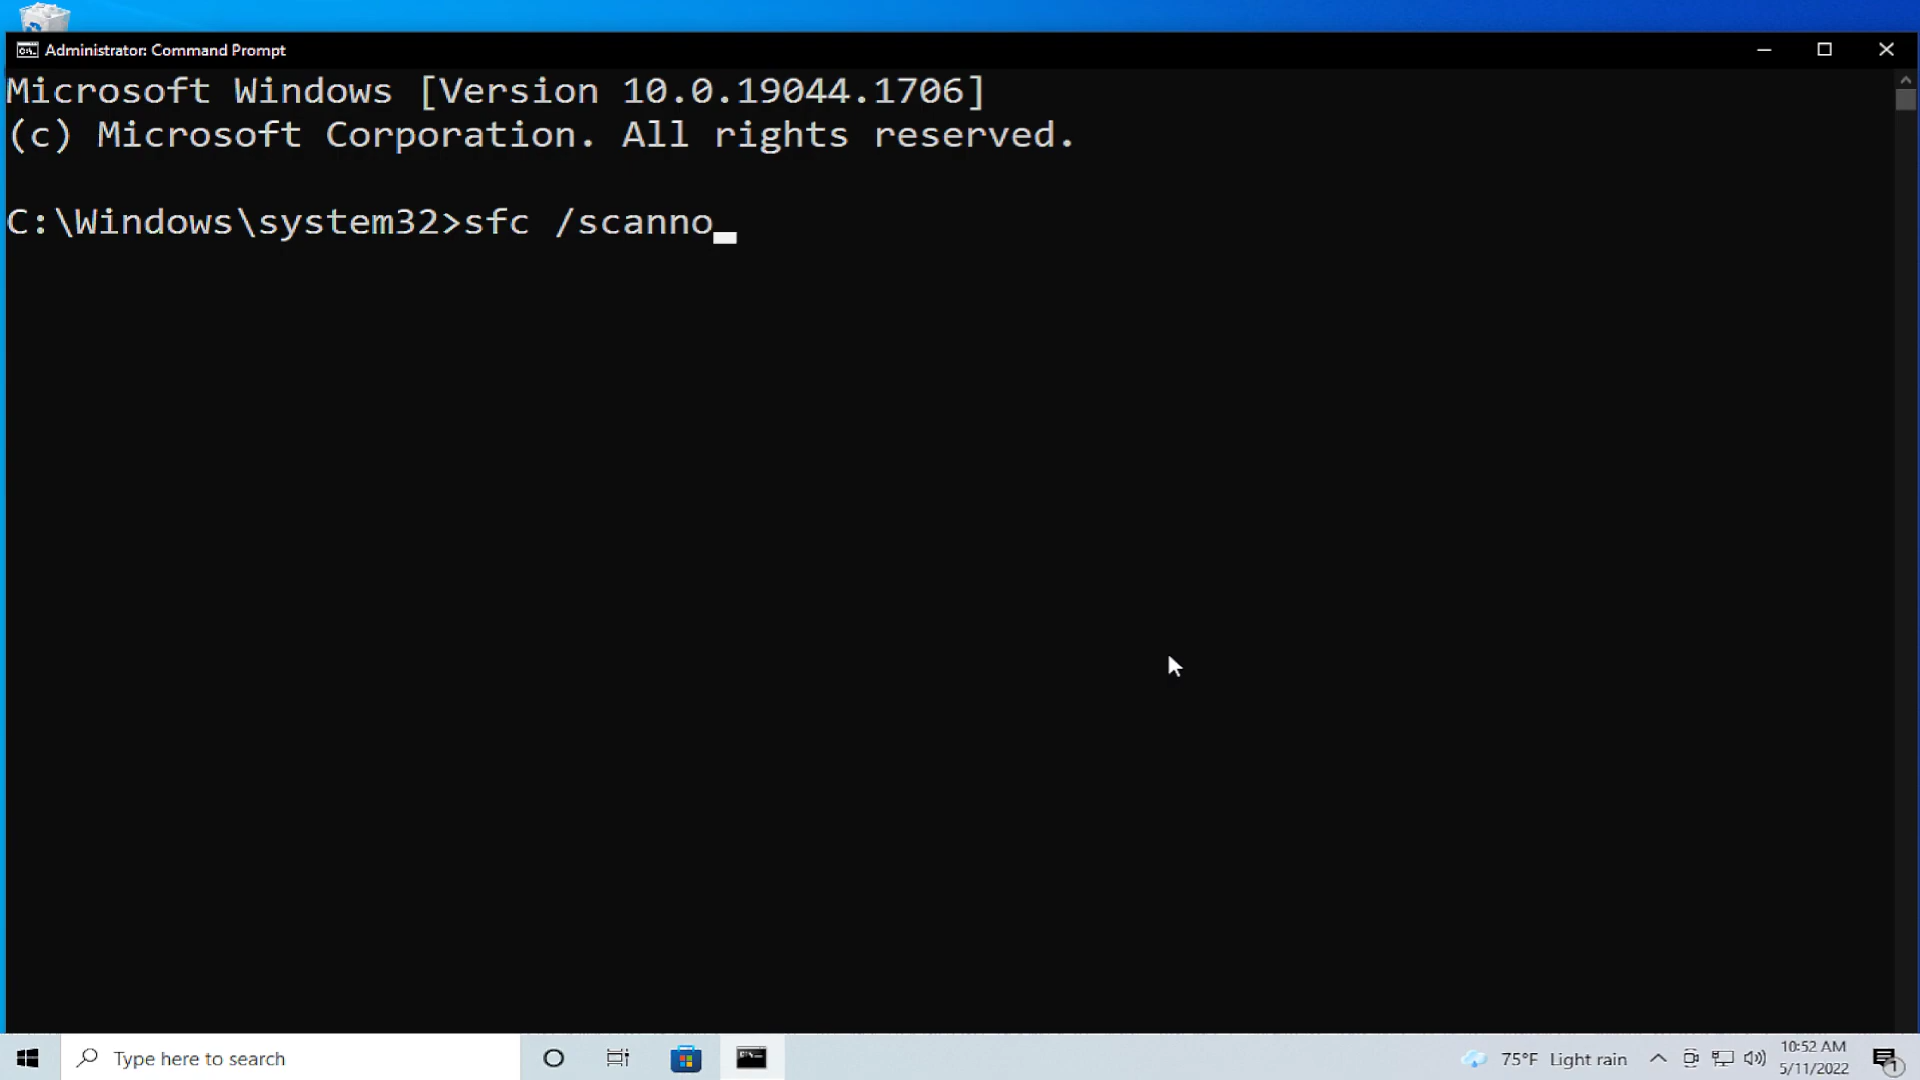 Administrator: Command Prompt
Microsoft Windows [Version 10.0.19044.1706]
(c) Microsoft Corporation. All rights reserved.
C:\Windows\system32>sfc /scanno
Type here to search
75°F Light rain
10:52 AM
5/11/2022
1